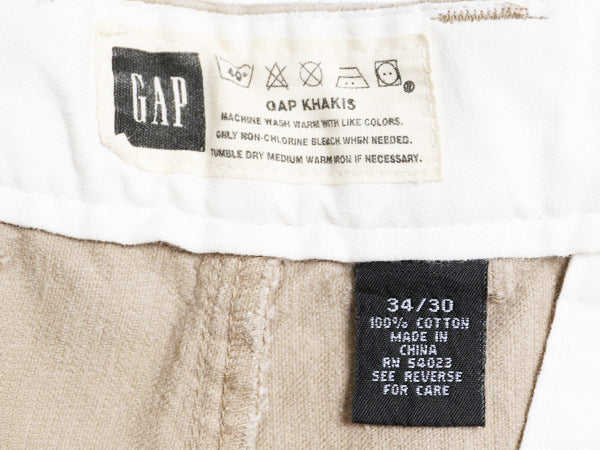 GAP
40°
®
GAP KHAKIS
MACHINE WASH WARM WITH LIKE COLORS.
ONLY NON-CHLORINE BLEACH WHEN NEEDED.
TUMBLE DRY MEDIUM WARM IRON IF NECESSARY.
34/30
100% COTTON
MADE IN
CHINA
RN 54023
SEE REVERSE
FOR CARE